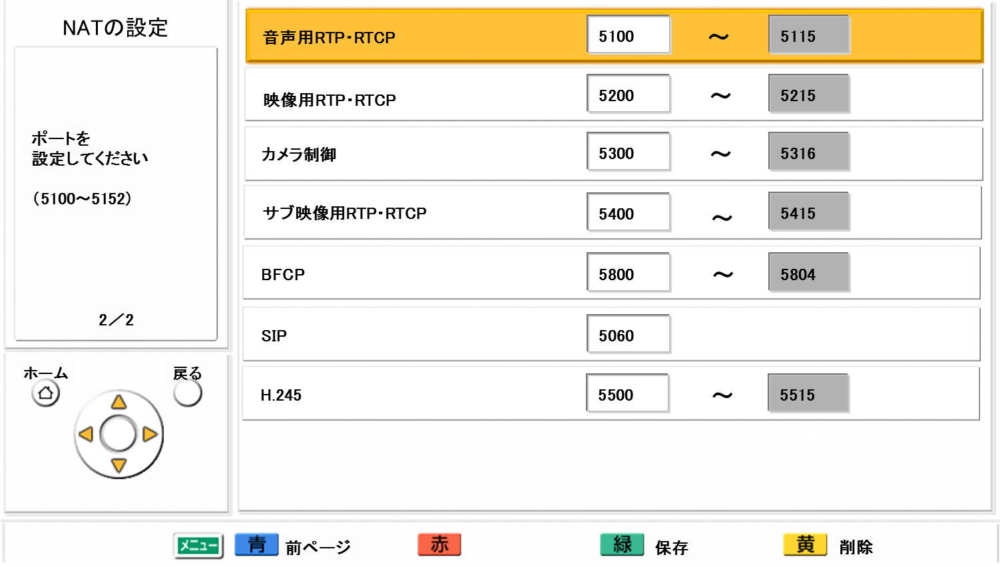 NATの設定
ポートを
設定してください
（5100～5152）
2／2
ホーム
戻る
音声用RTP・RTCP 5100 ～ 5115
映像用RTP・RTCP 5200 ～ 5215
カメラ制御 5300 ～ 5316
サブ映像用RTP・RTCP 5400 ～ 5415
BFCP 5800 ～ 5804
SIP 5060
H.245 5500 ～ 5515
メニュー 青 前ページ 赤 緑 保存 黄 削除